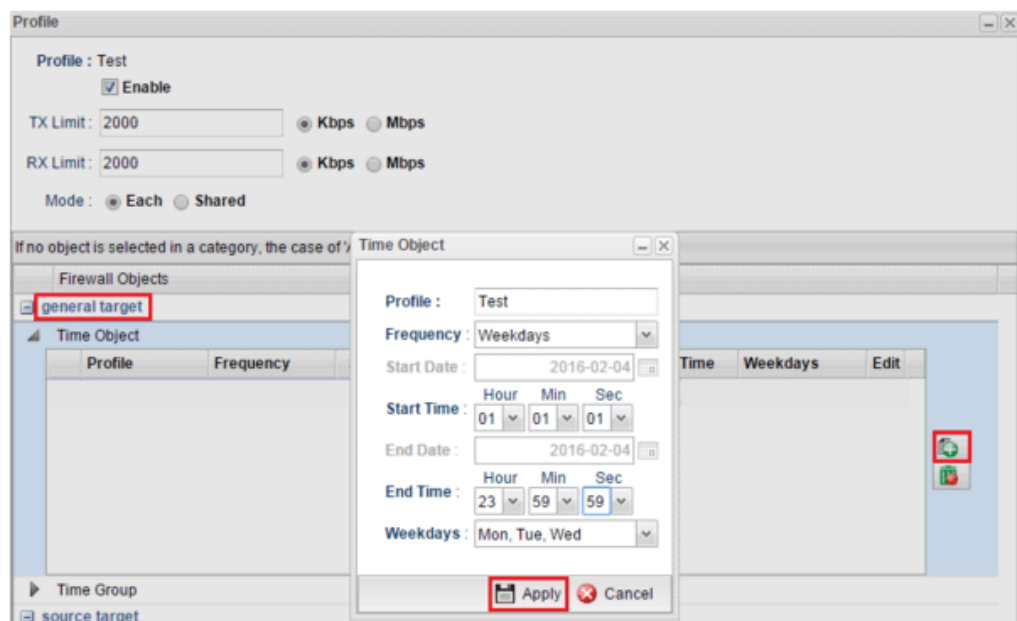 Profile
Profile : Test
Enable
TX Limit : 2000 Kbps Mbps
RX Limit : 2000 Kbps Mbps
Mode : Each Shared
If no object is selected in a category, the case of
Time Object
Firewall Objects
general target
Time Object
Profile Frequency Time Weekdays Edit
Profile : Test
Frequency : Weekdays
Start Date : 2016-02-04
Hour Min Sec
Start Time : 01 01 01
End Date : 2016-02-04
Hour Min Sec
End Time : 23 59 59
Weekdays : Mon, Tue, Wed
Apply Cancel
Time Group
source target